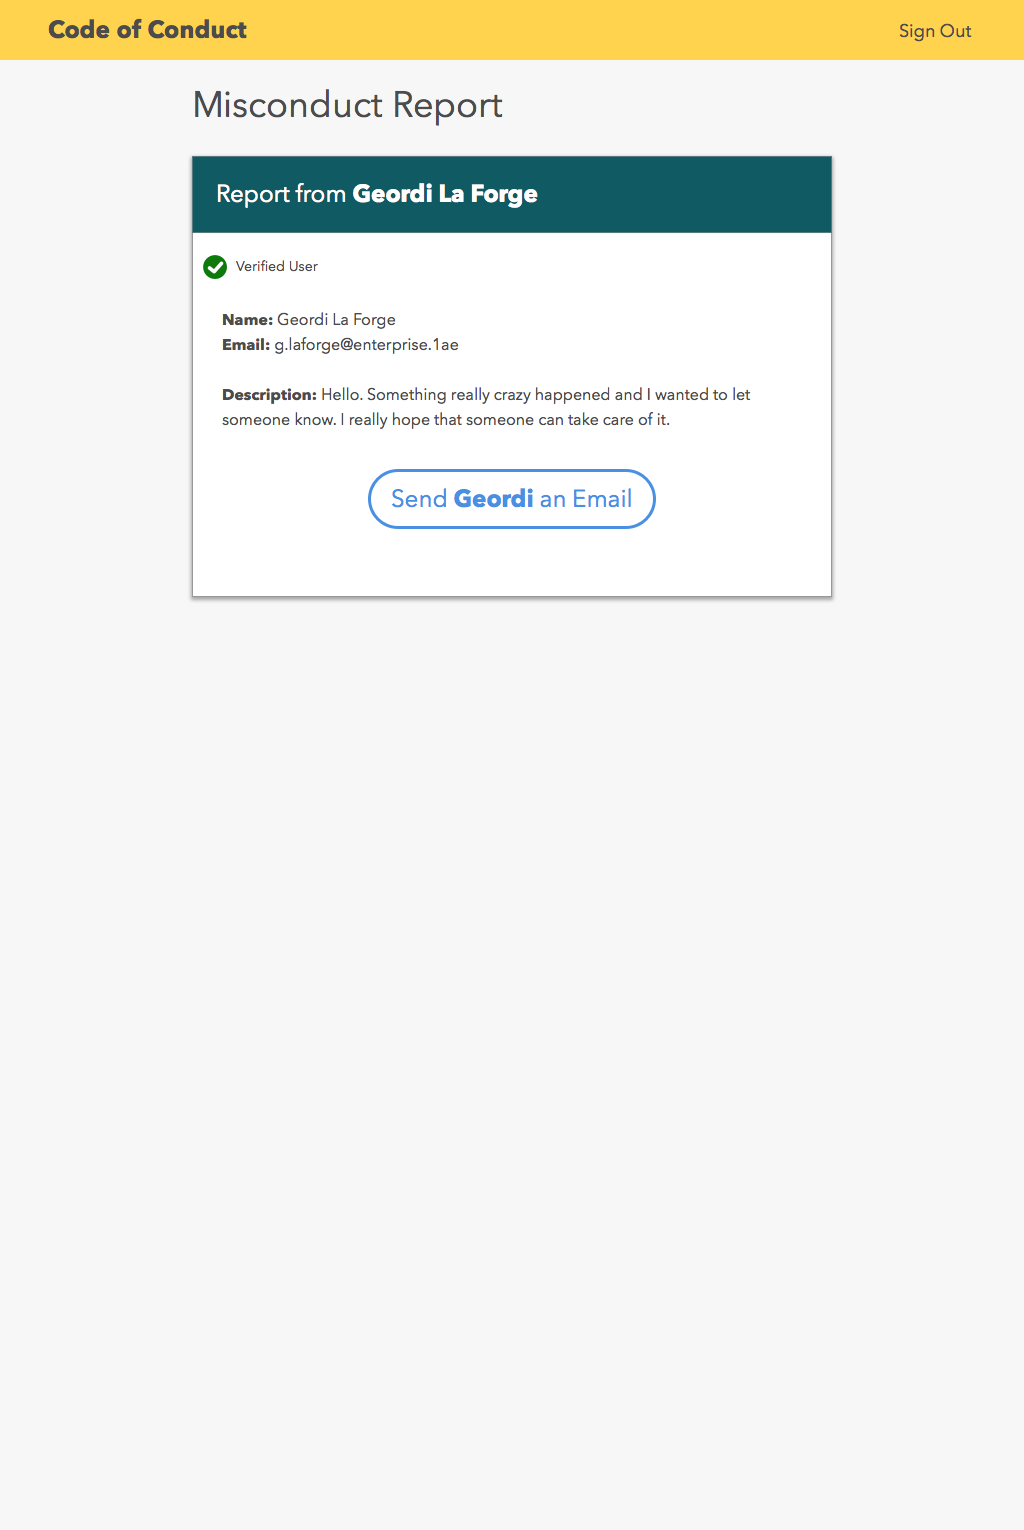 Code of Conduct
Sign Out
Misconduct Report
Report from Geordi La Forge
Verified User
Name: Geordi La Forge
Email: g.laforge@enterprise.1ae
Description: Hello. Something really crazy happened and I wanted to let
someone know. I really hope that someone can take care of it.
Send Geordi an Email